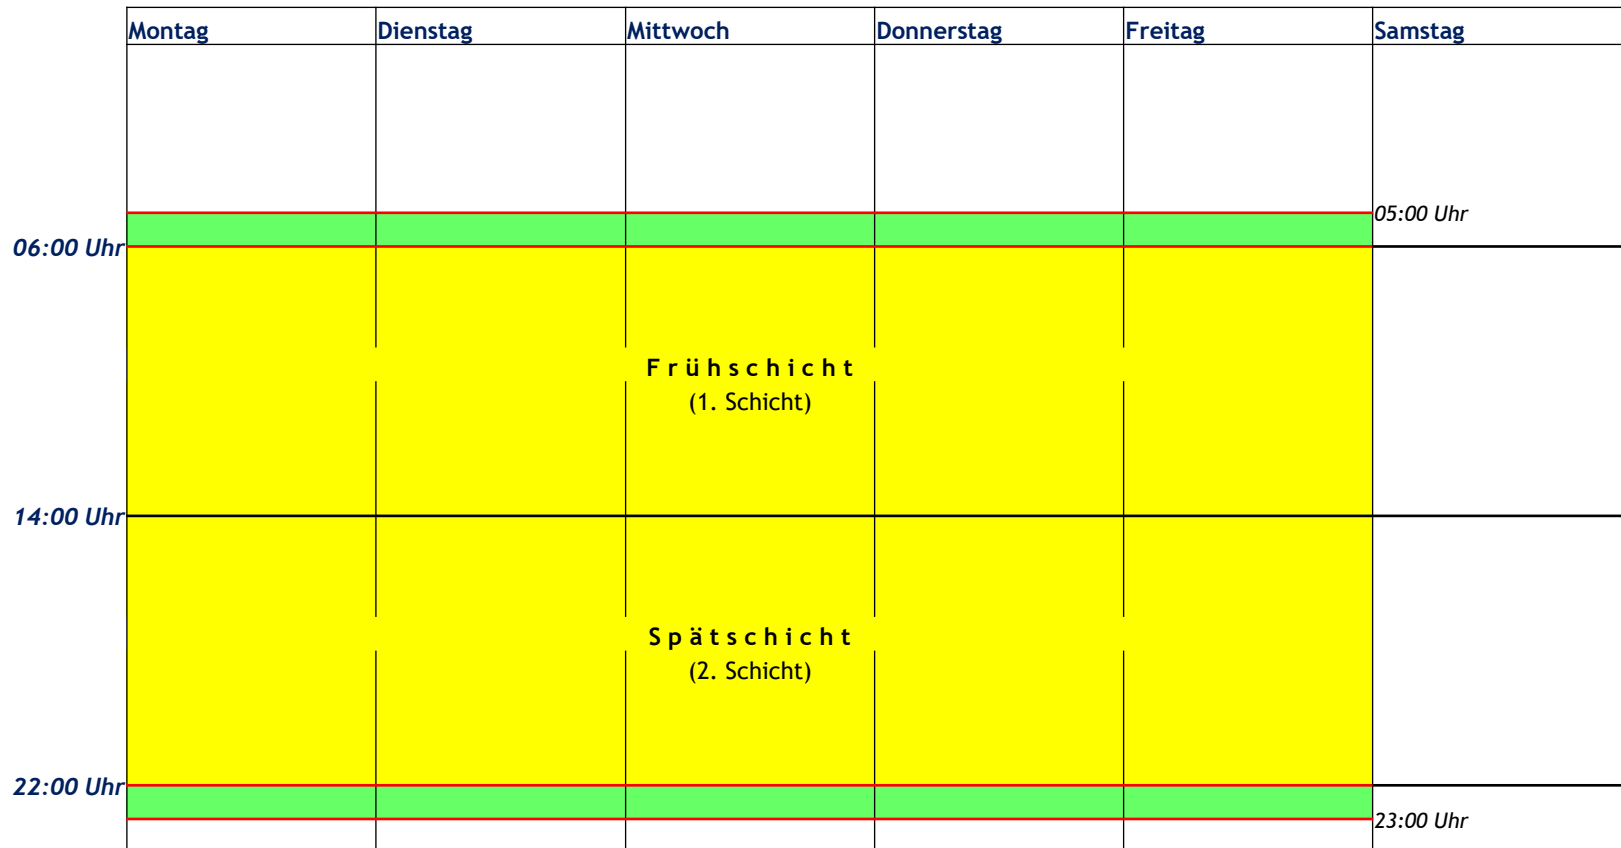 Montag Dienstag Mittwoch Donnerstag Freitag Samstag
05:00 Uhr
06:00 Uhr
F r ü h s c h i c h t
(1. Schicht)
14:00 Uhr
S p ä t s c h i c h t
(2. Schicht)
22:00 Uhr
23:00 Uhr